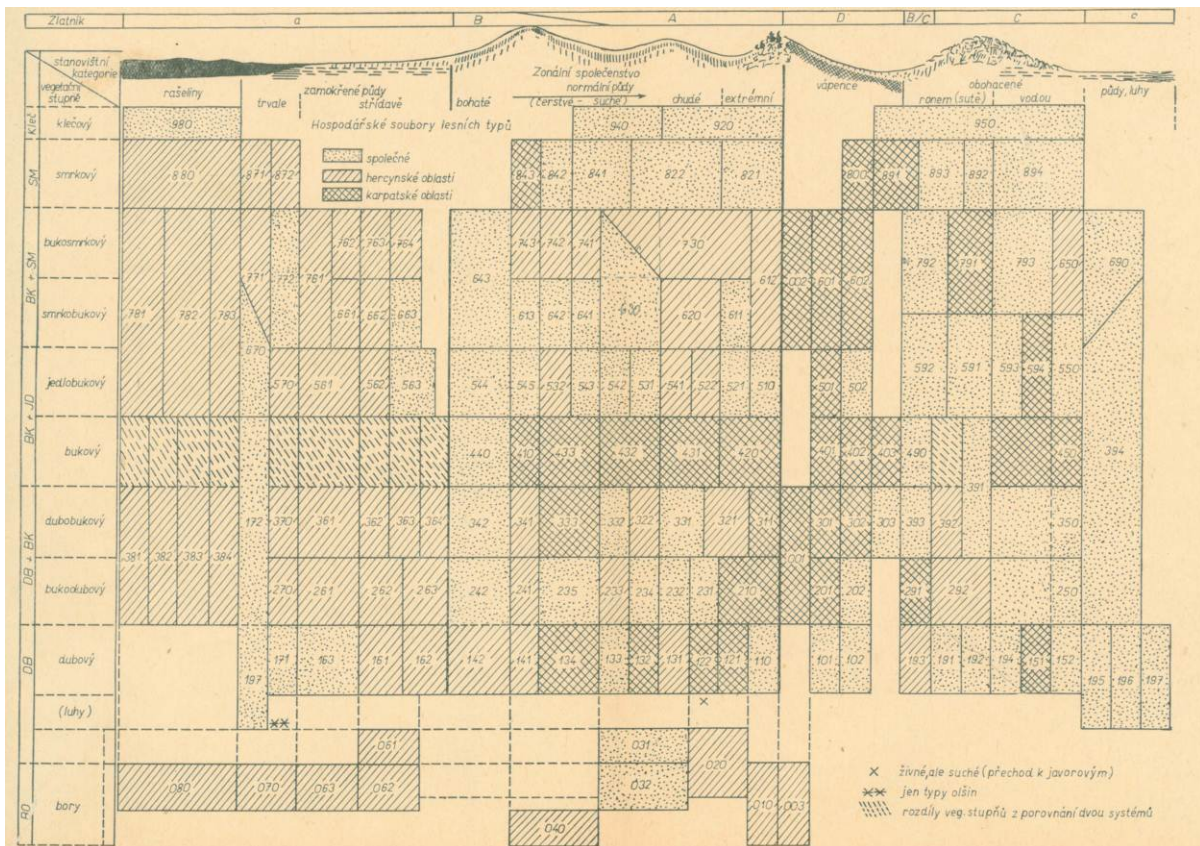 Zlatník a B A D B/C C e
stanovištní
kategorie
vegetační
stupně
rašeliny
zamokřené půdy
trvale střídavě
bohaté
Zonální společenstvo
normální půdy
(čerstvé - suché)
chudé extrémní
vápence
obohacené
ronem (sutě) vodou
půdy, luhy
Hospodářské soubory lesních typů
společné
hercynské oblasti
karpatské oblasti
Kleč klečový 980 940 920 950
SM smrkový 880 871 872 843 842 841 822 821 800 891 893 892 894
BK + SM
bukosmrkový 771 772 761 762 763 764 643 743 742 741 730 612 002 601 602 792 791 793 650 690
smrkobukový 781 782 783 661 662 663 613 642 641 620 611
BK + JD
jedlobukový 670 570 561 562 563 544 545 532 543 542 531 541 522 521 510 501 502 592 591 593 594 550
bukový 440 410 433 432 431 420 401 402 403 490 450 394
DB + BK
dubobukový 172 370 361 362 363 364 342 341 333 332 322 331 321 311 001 301 302 303 393 392 391 350
bukodubový 381 382 383 384 270 261 262 263 242 241 235 233 234 232 231 210 201 202 291 292 250
DB dubový 197 171 163 161 162 142 141 134 133 132 131 122 121 110 101 102 193 191 192 194 151 152 195 196 197
(luhy)
061 031 020
BO bory 080 070 063 062 032 010 003
040
× živné, ale suché (přechod k javorovým)
jen typy olšin
rozdíly veg. stupňů z porovnání dvou systémů